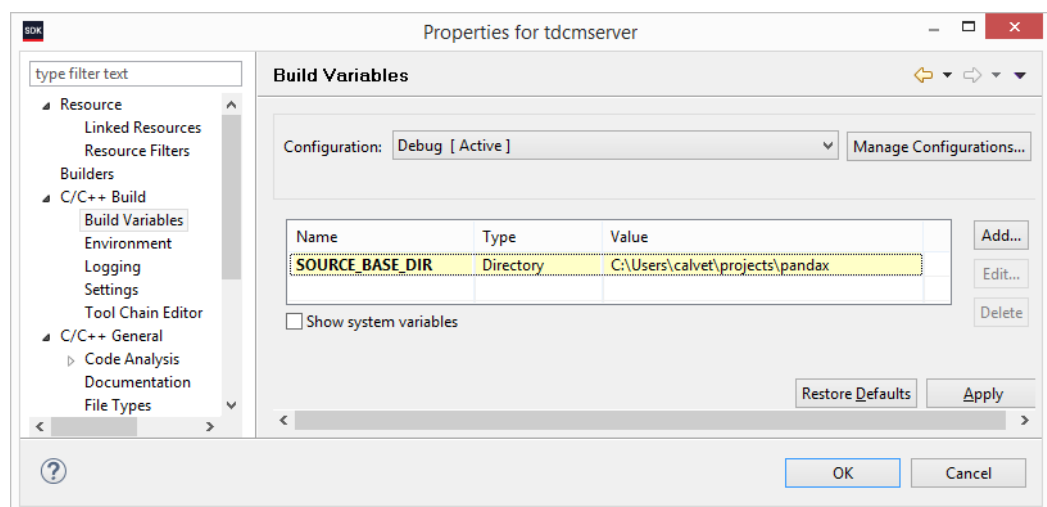 SDK
Properties for tdcmserver
type filter text
Resource
Linked Resources
Resource Filters
Builders
C/C++ Build
Build Variables
Environment
Logging
Settings
Tool Chain Editor
C/C++ General
Code Analysis
Documentation
File Types
Build Variables
Configuration: Debug [ Active ] Manage Configurations...
Name Type Value
SOURCE_BASE_DIR Directory C:\Users\calvet\projects\pandax
Add...
Edit...
Delete
Show system variables
Restore Defaults Apply
? OK Cancel